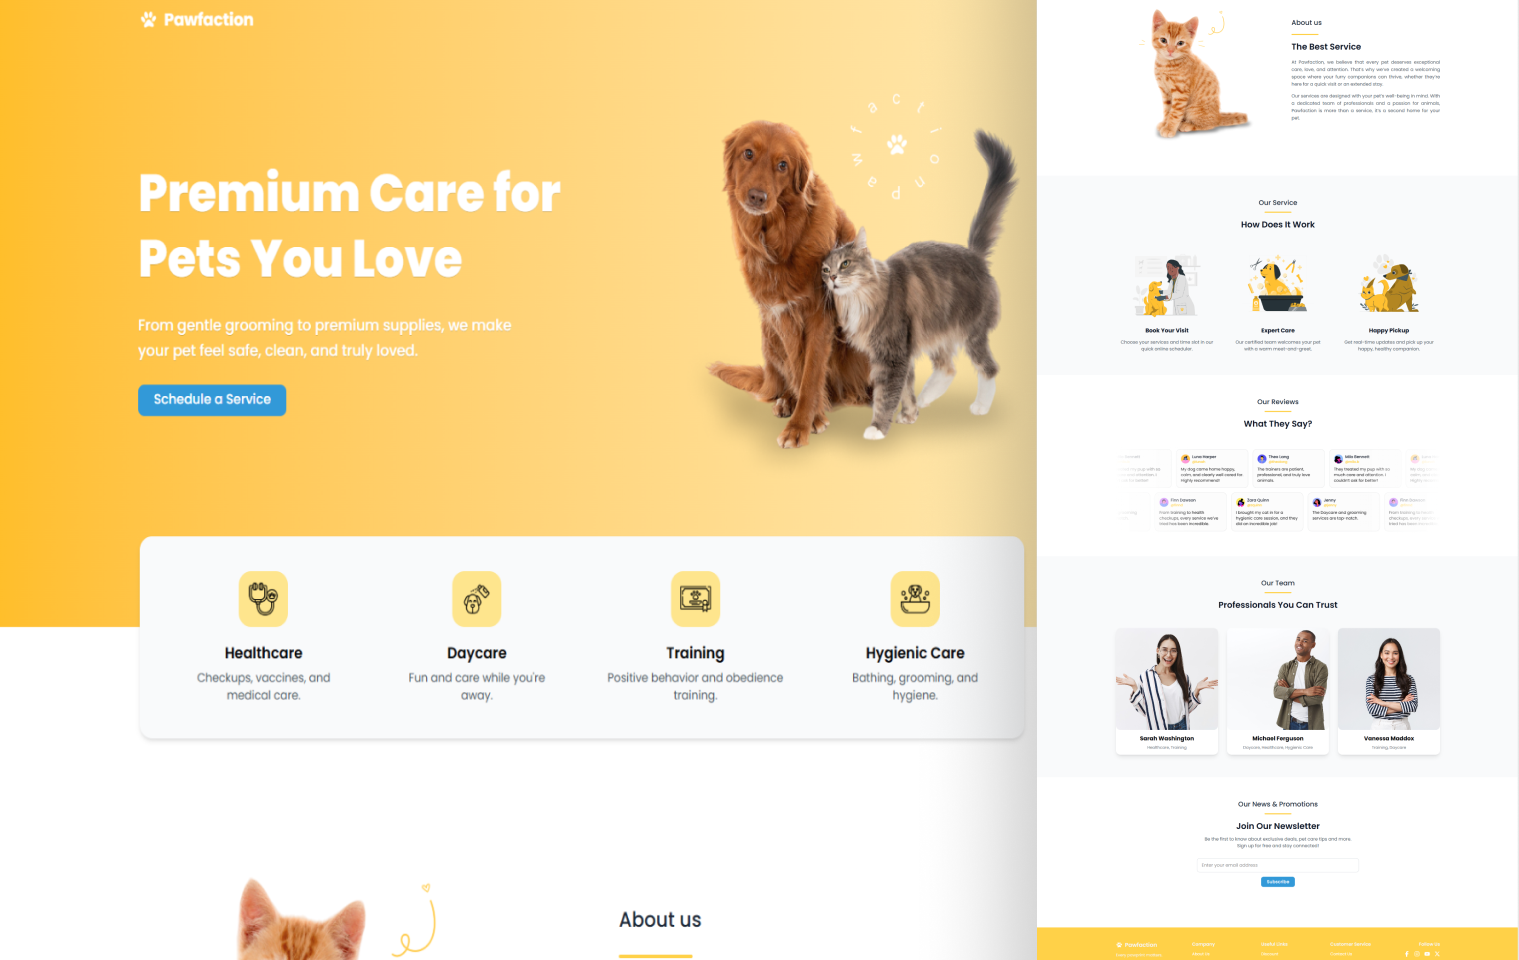 Pawfaction
Premium Care for
Pets You Love
From gentle grooming to premium supplies, we make
your pet feel safe, clean, and truly loved.
Schedule a Service
Healthcare
Checkups, vaccines, and
medical care.
Daycare
Fun and care while you're
away.
Training
Positive behavior and obedience
training.
Hygienic Care
Bathing, grooming, and
hygiene.
About us
About us
The Best Service
At Pawfaction, we believe that every pet deserves exceptional
care, love, and attention. That's why we've created a welcoming
space where your furry companions can thrive, whether they're
here for a quick visit or an extended stay.
Our services are designed with your pet's well-being in mind. With
a dedicated team of professionals and a passion for animals,
Pawfaction is more than a service, it's a second home for your
pet.
Our Service
How Does It Work
Book Your Visit
Choose your services and time slot in our
quick online scheduler.
Expert Care
Our certified team welcomes your pet
with a warm meet-and-greet.
Happy Pickup
Get real-time updates and pick up your
happy, healthy companion.
Our Reviews
What They Say?
Luna Harper
My dog came home happy,
calm, and clearly well cared for.
Highly recommend!
Theo Lang
The trainers are patient,
professional, and truly love
animals.
Milo Bennett
They treated my pup with so
much care and attention. I
couldn't ask for better!
Finn Dawson
From training to health
checkups, every service we've
tried has been incredible.
Zara Quinn
I brought my cat in for a
hygienic care session, and they
did an incredible job!
Jenny
The Daycare and grooming
services are top-notch.
Our Team
Professionals You Can Trust
Sarah Washington
Healthcare, Training
Michael Ferguson
Daycare, Healthcare, Hygienic Care
Vanessa Maddox
Training, Daycare
Our News & Promotions
Join Our Newsletter
Be the first to know about exclusive deals, pet care tips and more.
Sign up for free and stay connected!
Enter your email address
Subscribe
Pawfaction
Company
About Us
Useful Links
Customer Service
Contact Us
Follow Us